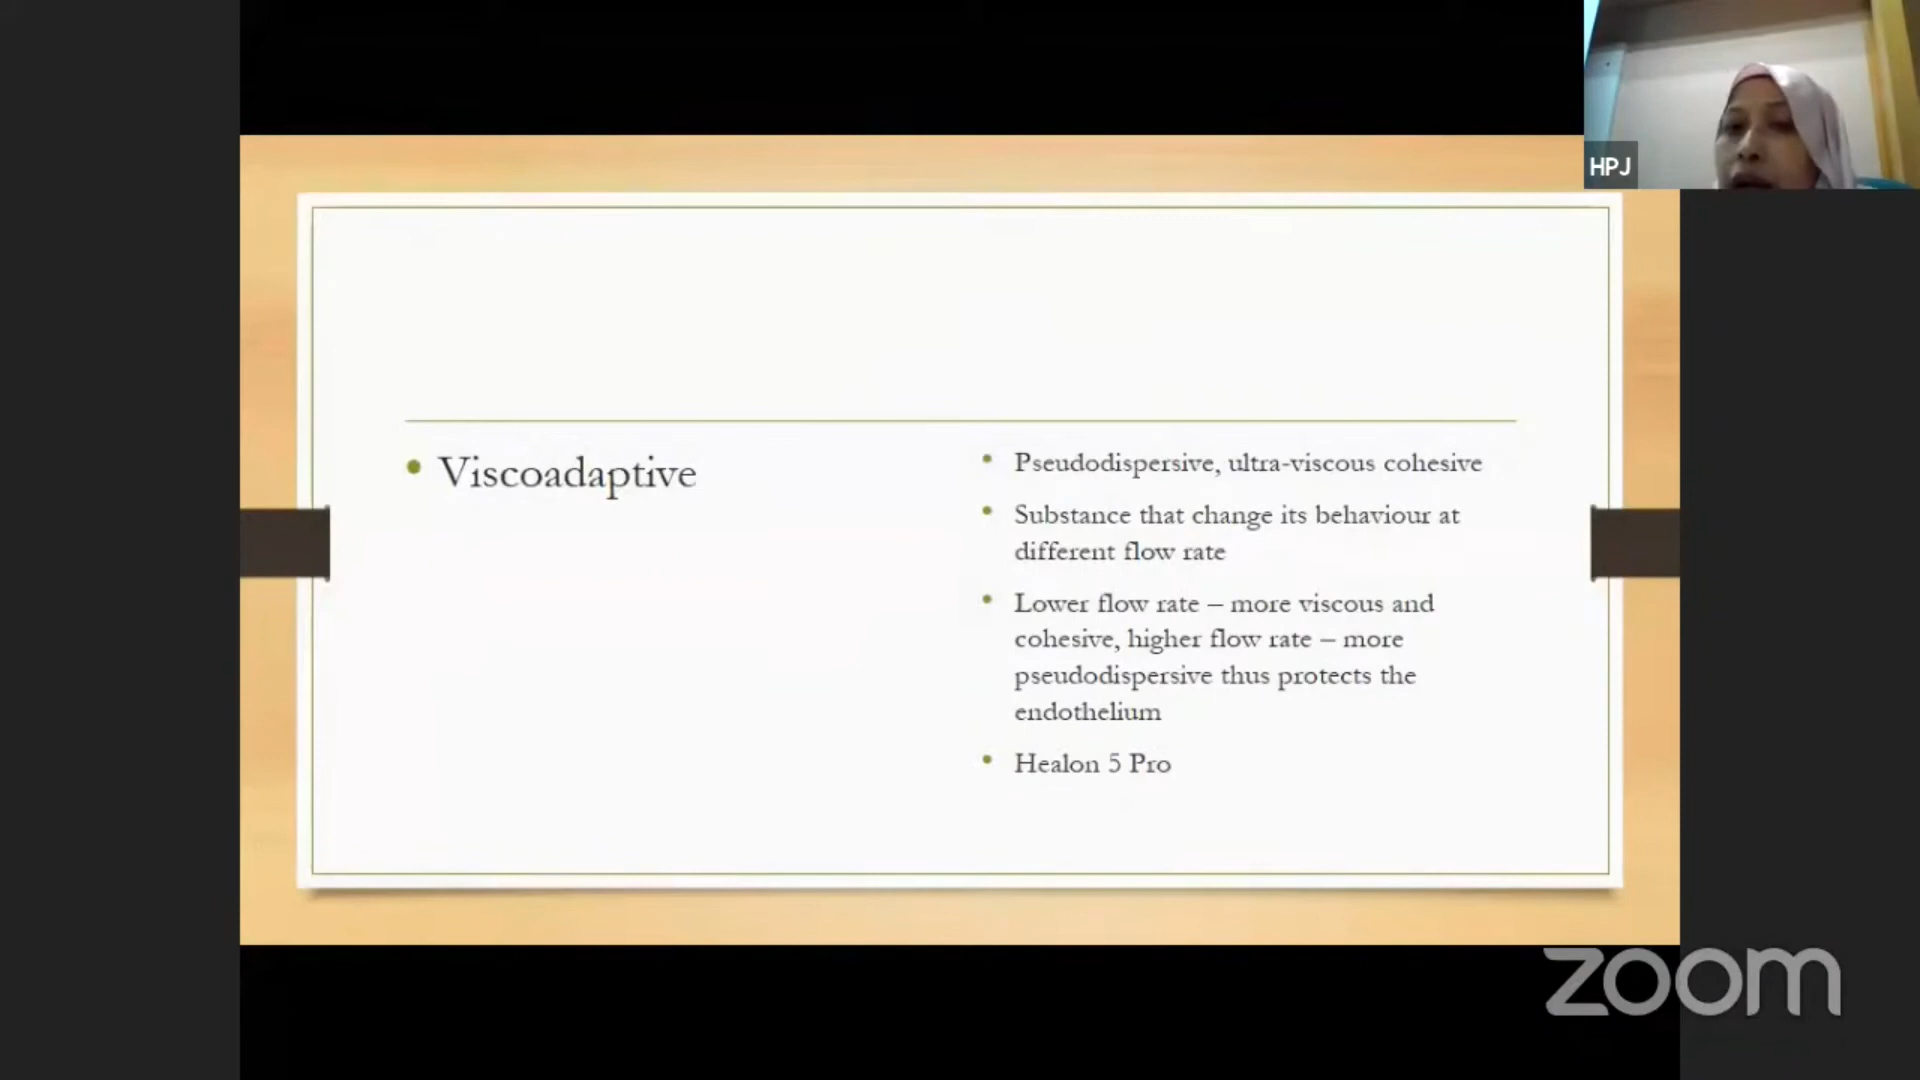 HPJ
Viscoadaptive
Pseudodispersive, ultra-viscous cohesive
Substance that change its behaviour at
different flow rate
Lower flow rate – more viscous and
cohesive, higher flow rate – more
pseudodispersive thus protects the
endothelium
Healon 5 Pro
zoom